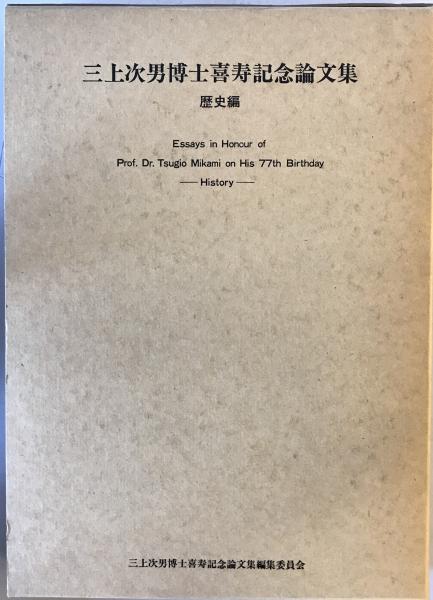 三上次男博士喜寿記念論文集
歴史編
Essays in Honour of
Prof. Dr. Tsugio Mikami on His 77th Birthday
—History—
三上次男博士喜寿記念論文集編集委員会